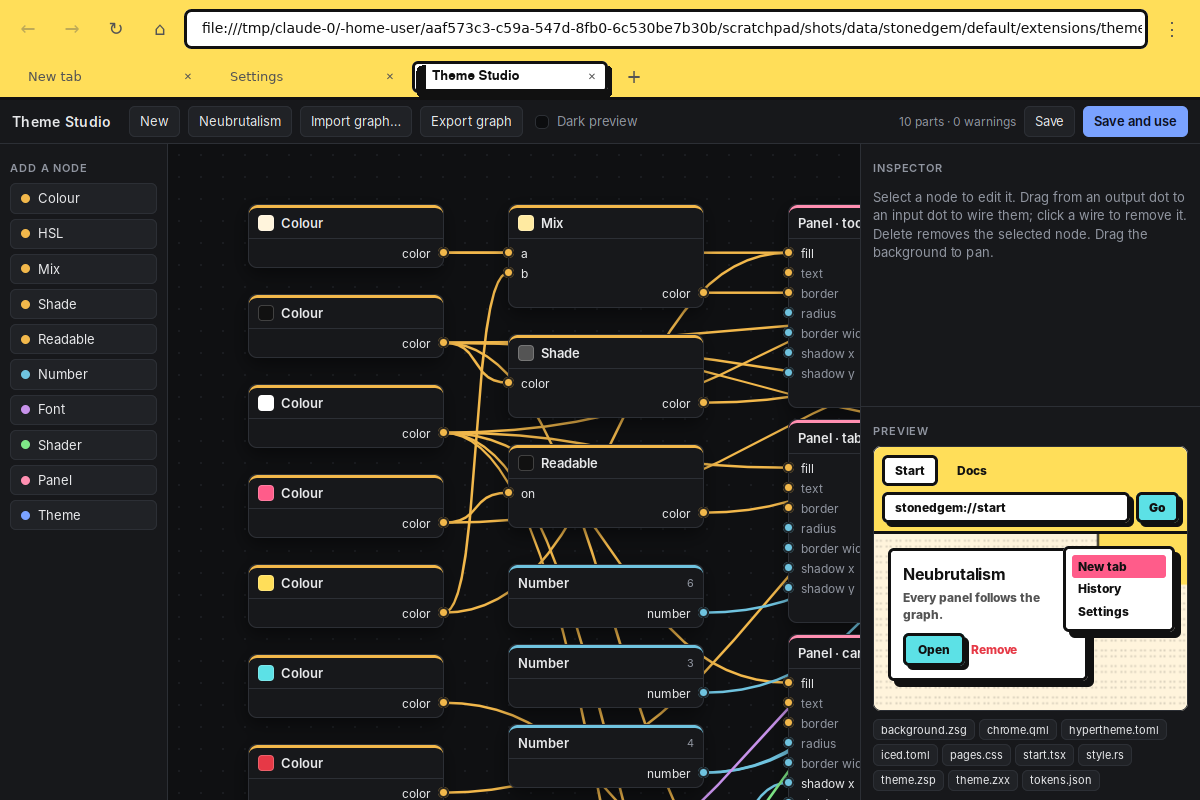 file:///tmp/claude-0/-home-user/aaf573c3-c59a-547d-8fb0-6c530be7b30b/scratchpad/shots/data/stonedgem/default/extensions/theme
New tab × Settings × Theme Studio × +
Theme Studio New Neubrutalism Import graph... Export graph Dark preview 10 parts · 0 warnings Save Save and use
ADD A NODE
Colour
HSL
Mix
Shade
Readable
Number
Font
Shader
Panel
Theme
Colour
color
Colour
color
Colour
color
Colour
color
Colour
color
Colour
color
Colour
color
Mix
a
b
color
Shade
color
color
Readable
on
color
Number 6
number
Number 3
number
Number 4
number
Panel · too
fill
text
border
radius
border wid
shadow x
shadow y
Panel · tab
fill
text
border
radius
border wid
shadow x
shadow y
Panel · car
fill
text
border
radius
border wid
shadow x
INSPECTOR
Select a node to edit it. Drag from an output dot to
an input dot to wire them; click a wire to remove it.
Delete removes the selected node. Drag the
background to pan.
PREVIEW
Start Docs
stonedgem://start Go
Neubrutalism
Every panel follows the
graph.
Open Remove
New tab
History
Settings
background.zsg chrome.qml hypertheme.toml
iced.toml pages.css start.tsx style.rs
theme.zsp theme.zxx tokens.json